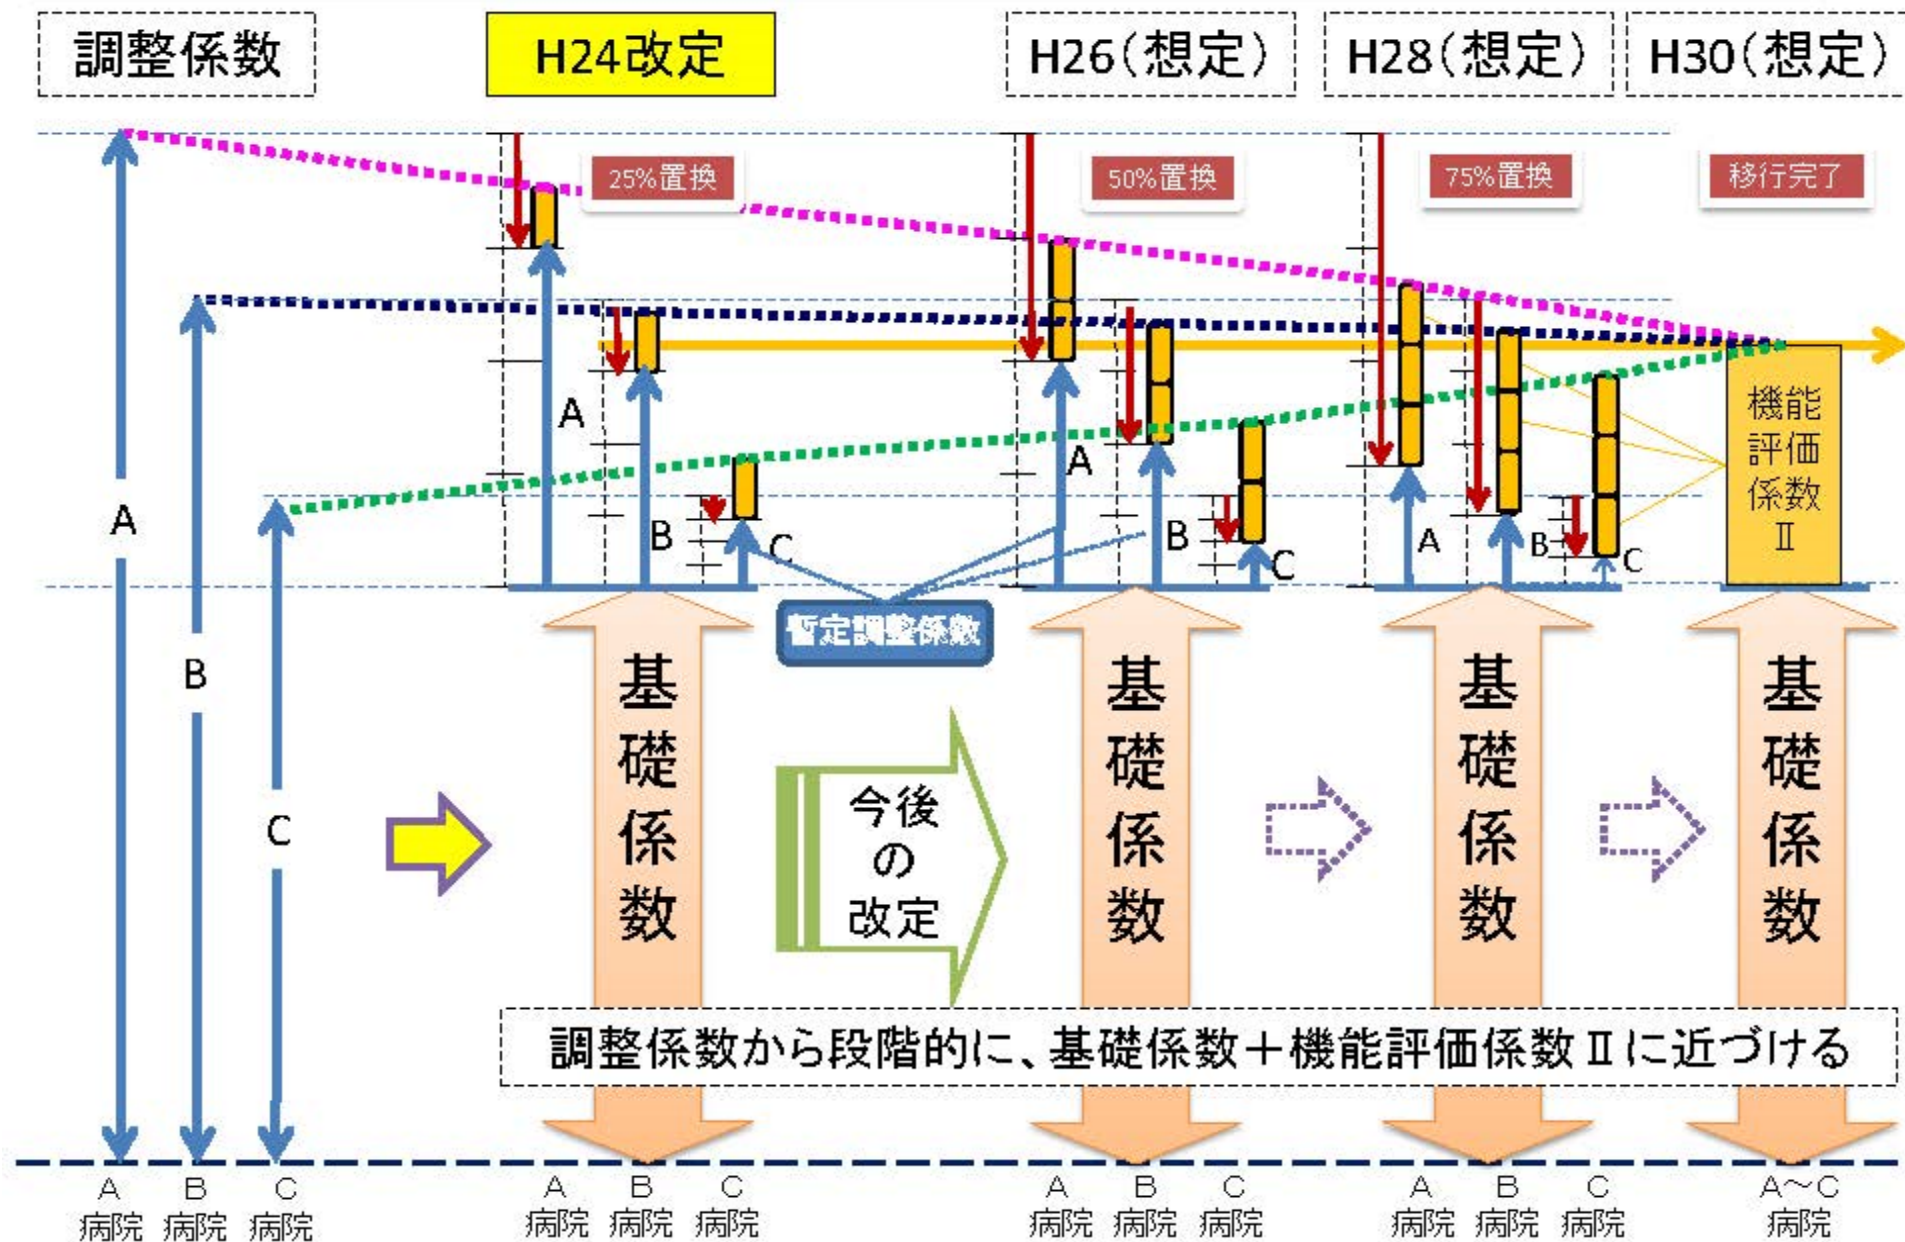 調整係数
H24改定
H26(想定)
H28(想定)
H30(想定)
25%置換
50%置換
75%置換
移行完了
A
B
C
A
B
C
A
B
C
A
B
C
機能
評価
係数
Ⅱ
暫定調整係数
基礎係数
基礎係数
基礎係数
基礎係数
今後
の
改定
調整係数から段階的に、基礎係数+機能評価係数Ⅱに近づける
A
病院
B
病院
C
病院
A
病院
B
病院
C
病院
A
病院
B
病院
C
病院
A
病院
B
病院
C
病院
A~C
病院